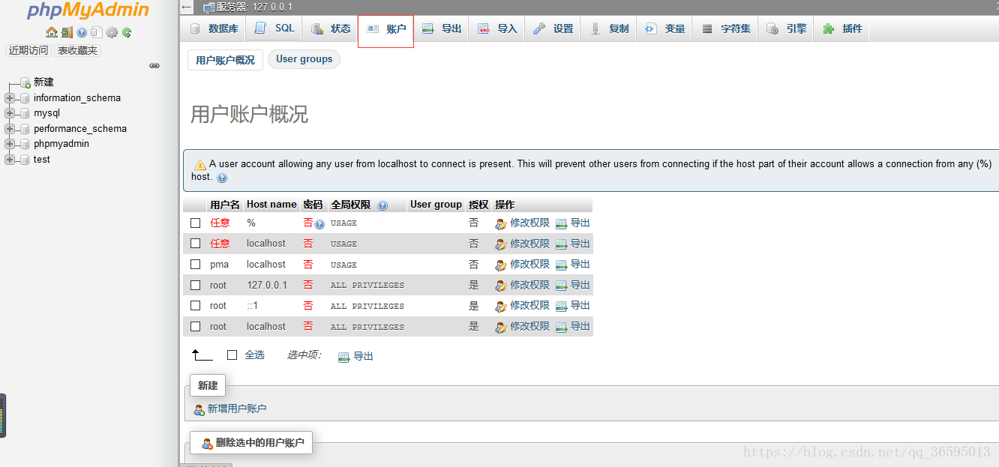 phpMyAdmin
近期访问 表收藏夹
新建
information_schema
mysql
performance_schema
phpmyadmin
test
服务器: 127.0.0.1
数据库 SQL 状态 账户 导出 导入 设置 复制 变量 字符集 引擎 插件
用户账户概况 User groups
用户账户概况
A user account allowing any user from localhost to connect is present. This will prevent other users from connecting if the host part of their account allows a connection from any (%)
host.
用户名 Host name 密码 全局权限 User group 授权 操作
任意 % 否 USAGE 否 修改权限 导出
任意 localhost 否 USAGE 否 修改权限 导出
pma localhost 否 USAGE 否 修改权限 导出
root 127.0.0.1 否 ALL PRIVILEGES 是 修改权限 导出
root ::1 否 ALL PRIVILEGES 是 修改权限 导出
root localhost 否 ALL PRIVILEGES 是 修改权限 导出
全选 选中项: 导出
新建
新增用户账户
删除选中的用户账户
https://blog.csdn.net/qq_36595013